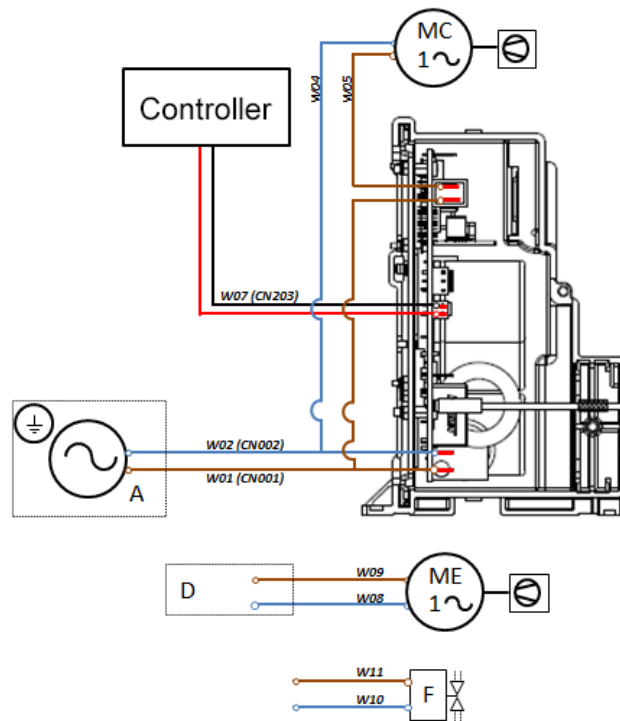 MC
1
W04
W05
Controller
W07 (CN203)
W02 (CN002)
A
W01 (CN001)
W09
D
ME
W08
1
W11
F
W10